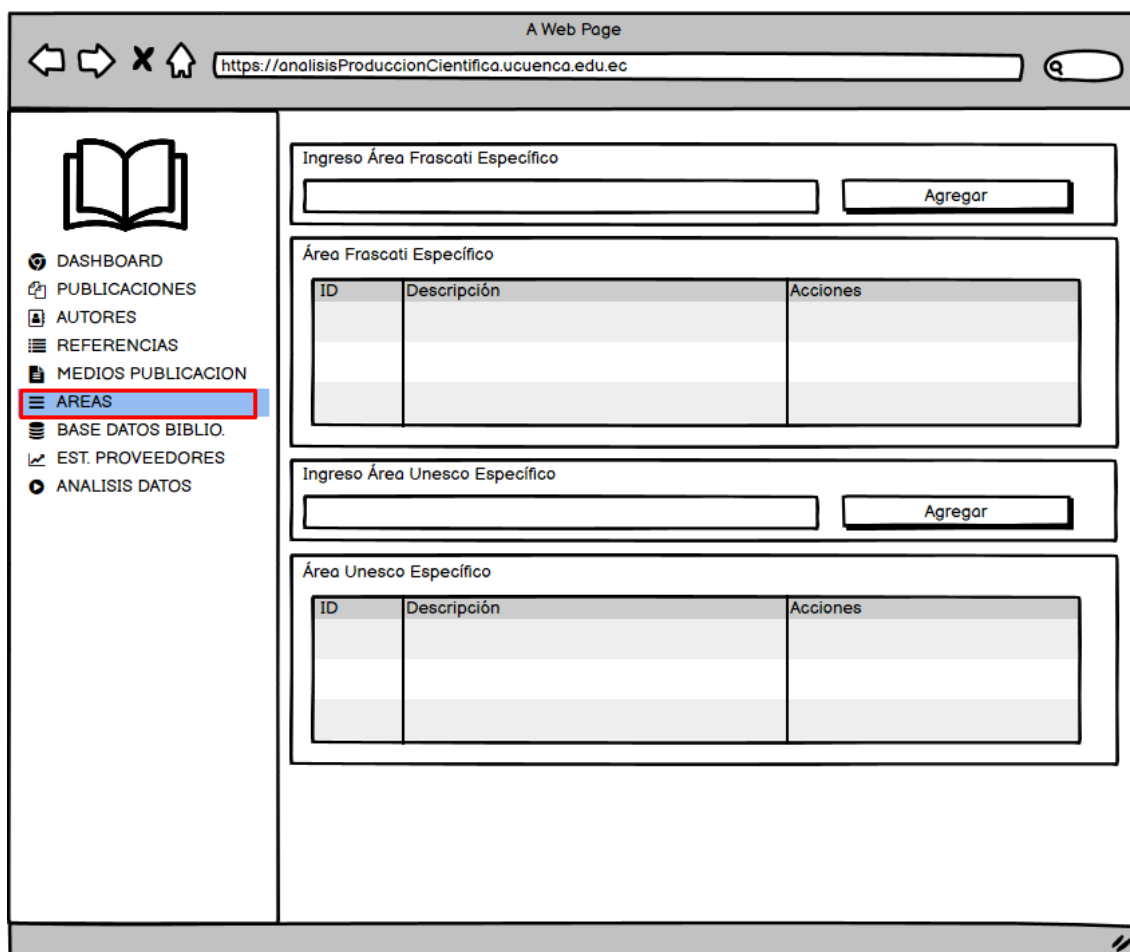 A Web Page
https://analisisProduccionCientifica.ucuenca.edu.ec
DASHBOARD
PUBLICACIONES
AUTORES
REFERENCIAS
MEDIOS PUBLICACION
AREAS
BASE DATOS BIBLIO.
EST. PROVEEDORES
ANALISIS DATOS
Ingreso Área Frascati Específico
Agregar
Área Frascati Específico
ID Descripción Acciones
Ingreso Área Unesco Específico
Agregar
Área Unesco Específico
ID Descripción Acciones